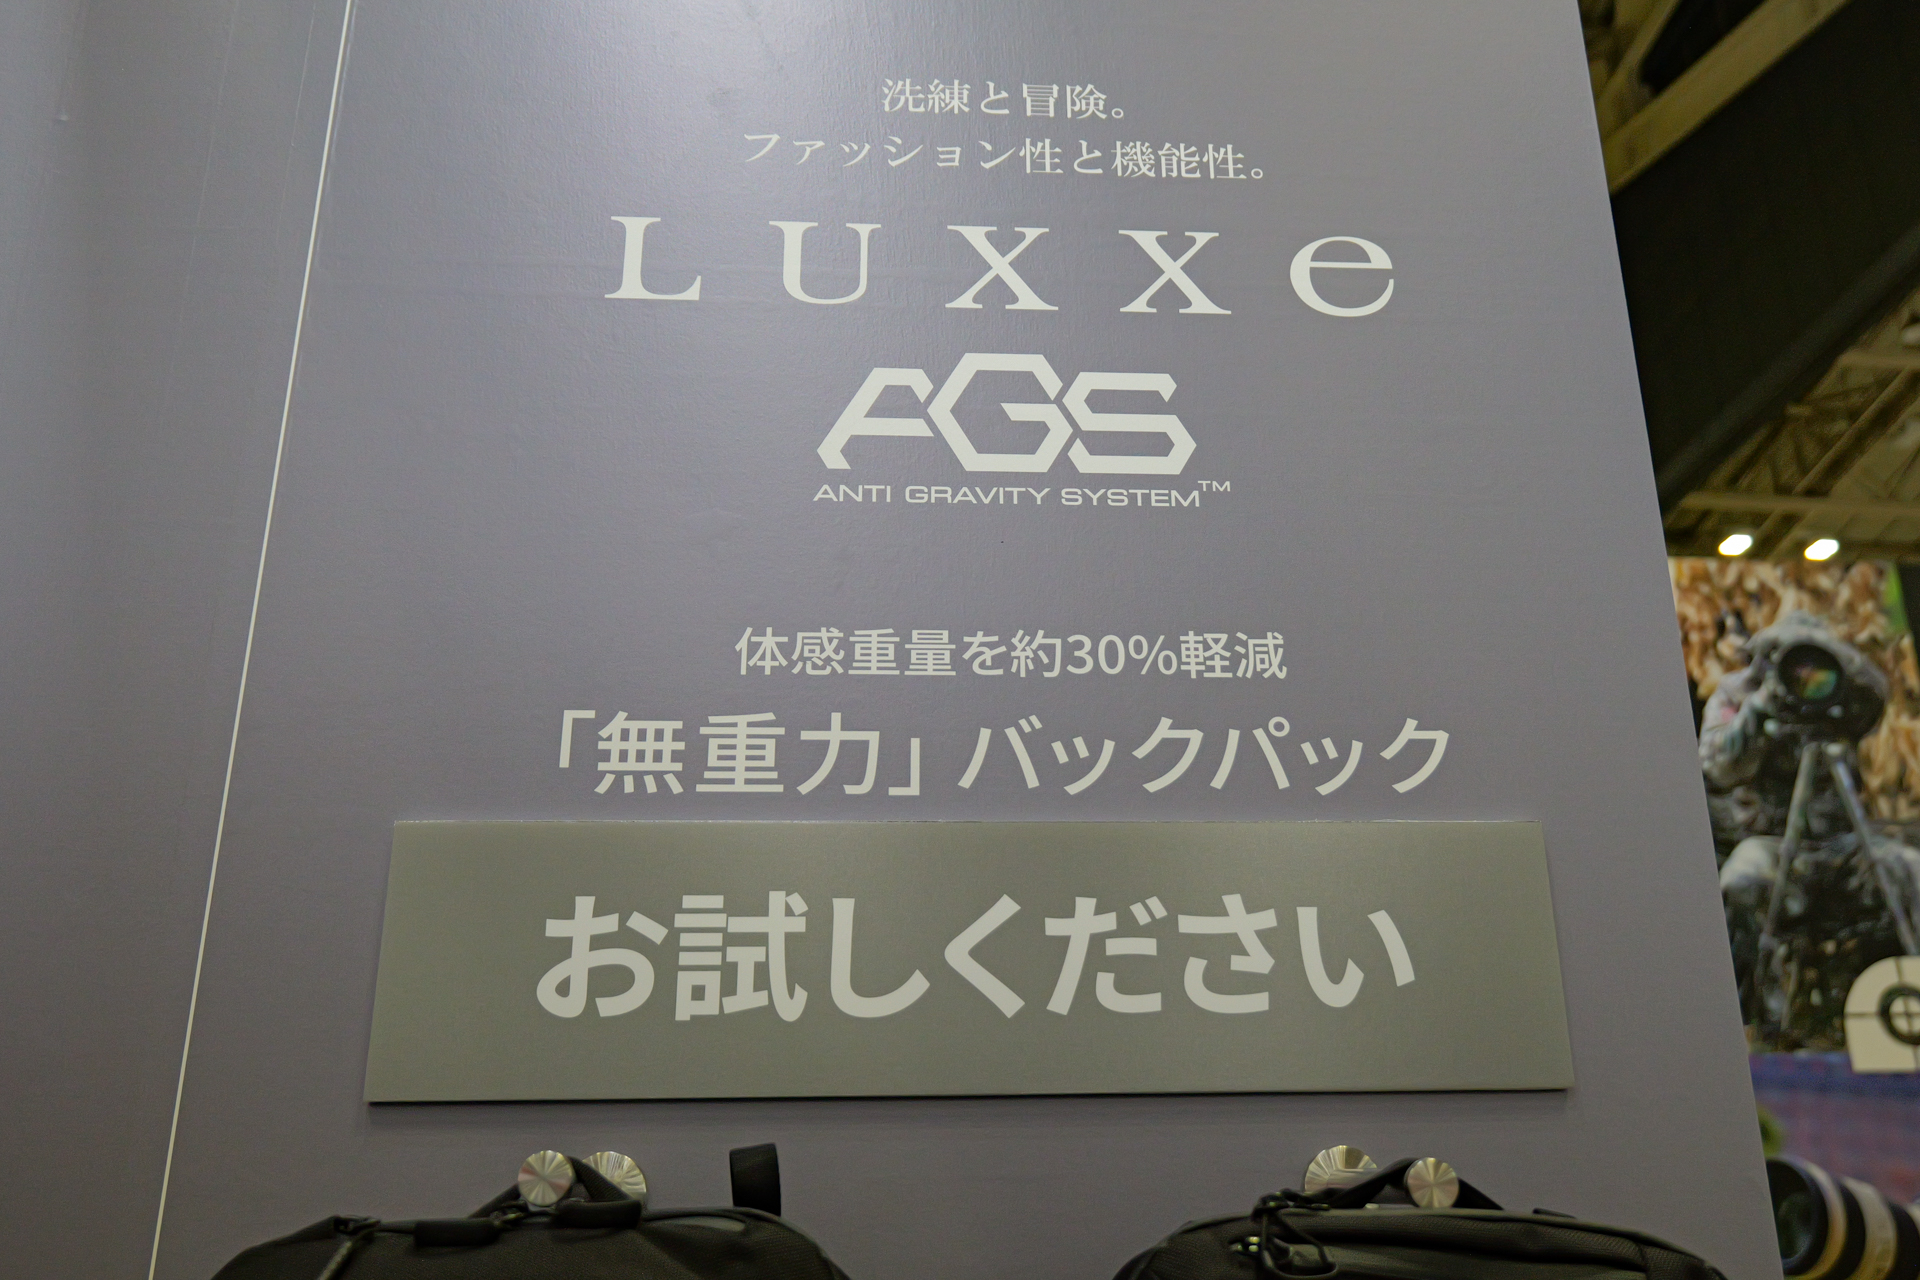 洗練と冒険。
ファッション性と機能性。
LUXXe
AGS
ANTI GRAVITY SYSTEM™
体感重量を約30%軽減
「無重力」バックパック
お試しください